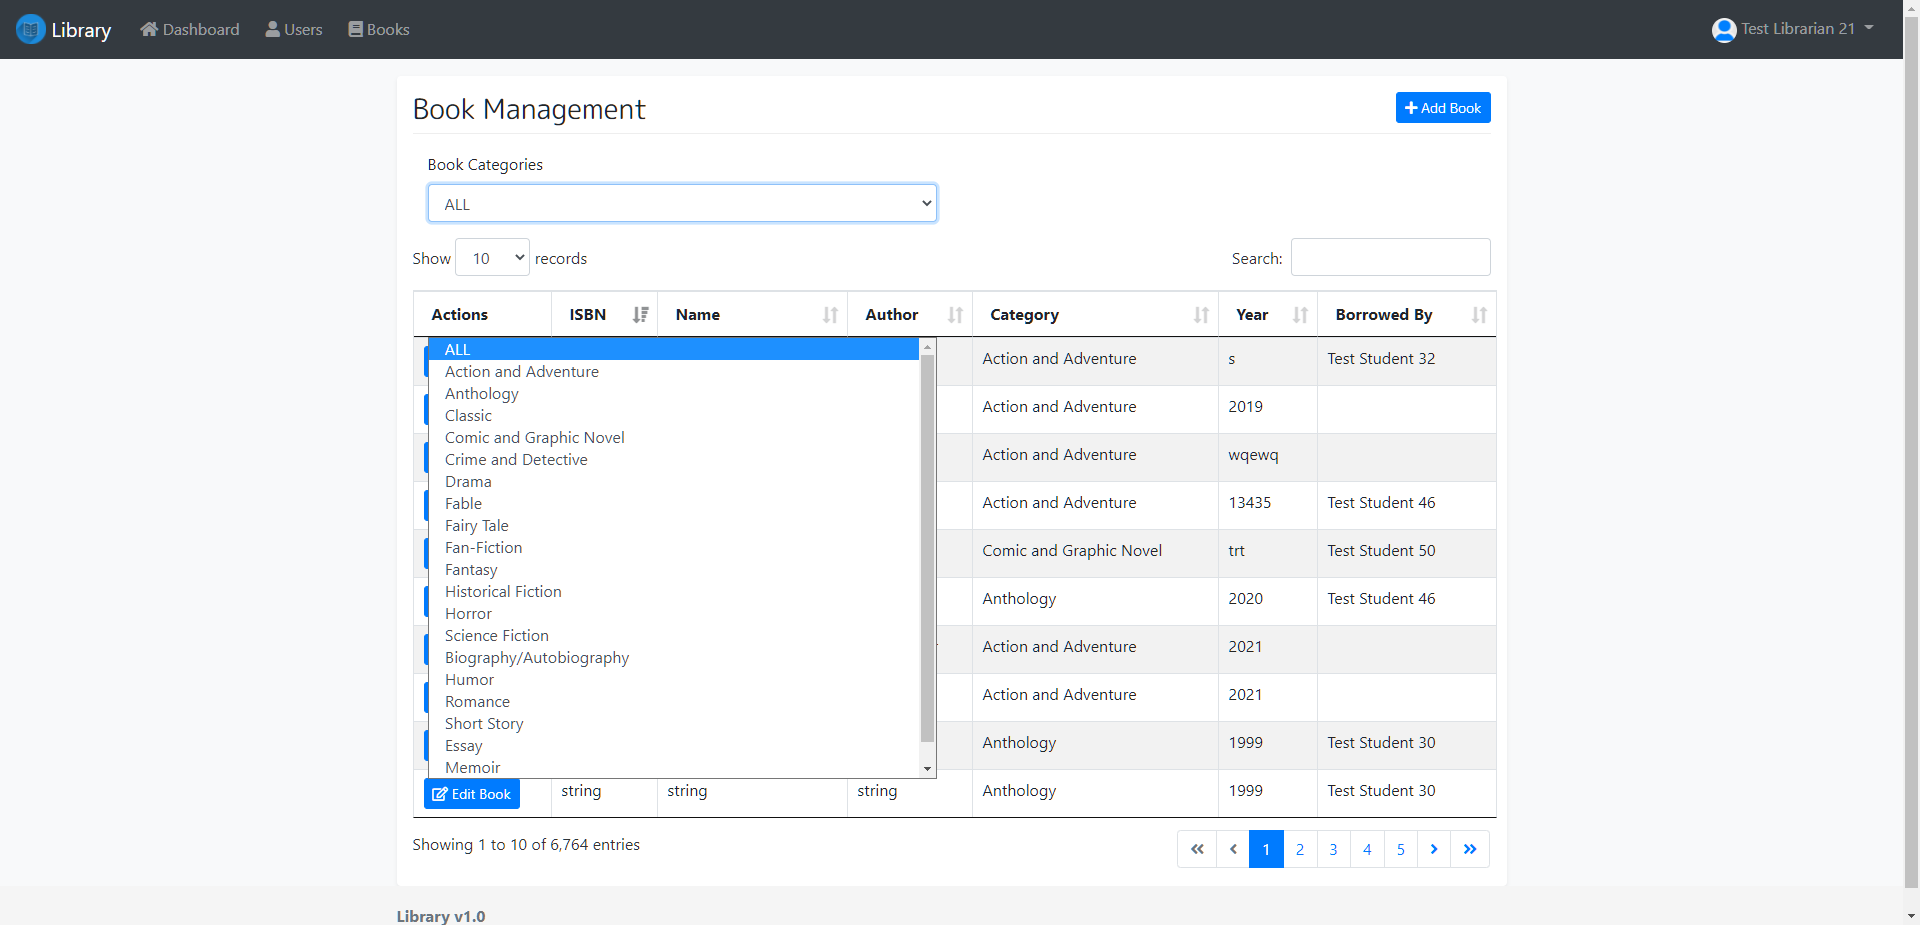 Library Dashboard Users Books Test Librarian 21
Book Management Add Book
Book Categories
ALL
Show 10 records Search:
Actions ISBN Name Author Category Year Borrowed By
ALL
Action and Adventure
Anthology
Classic
Comic and Graphic Novel
Crime and Detective
Drama
Fable
Fairy Tale
Fan-Fiction
Fantasy
Historical Fiction
Horror
Science Fiction
Biography/Autobiography
Humor
Romance
Short Story
Essay
Memoir
Action and Adventure s Test Student 32
Action and Adventure 2019
Action and Adventure wqewq
Action and Adventure 13435 Test Student 46
Comic and Graphic Novel trt Test Student 50
Anthology 2020 Test Student 46
Action and Adventure 2021
Action and Adventure 2021
Anthology 1999 Test Student 30
Edit Book string string string Anthology 1999 Test Student 30
Showing 1 to 10 of 6,764 entries « ‹ 1 2 3 4 5 › »
Library v1.0